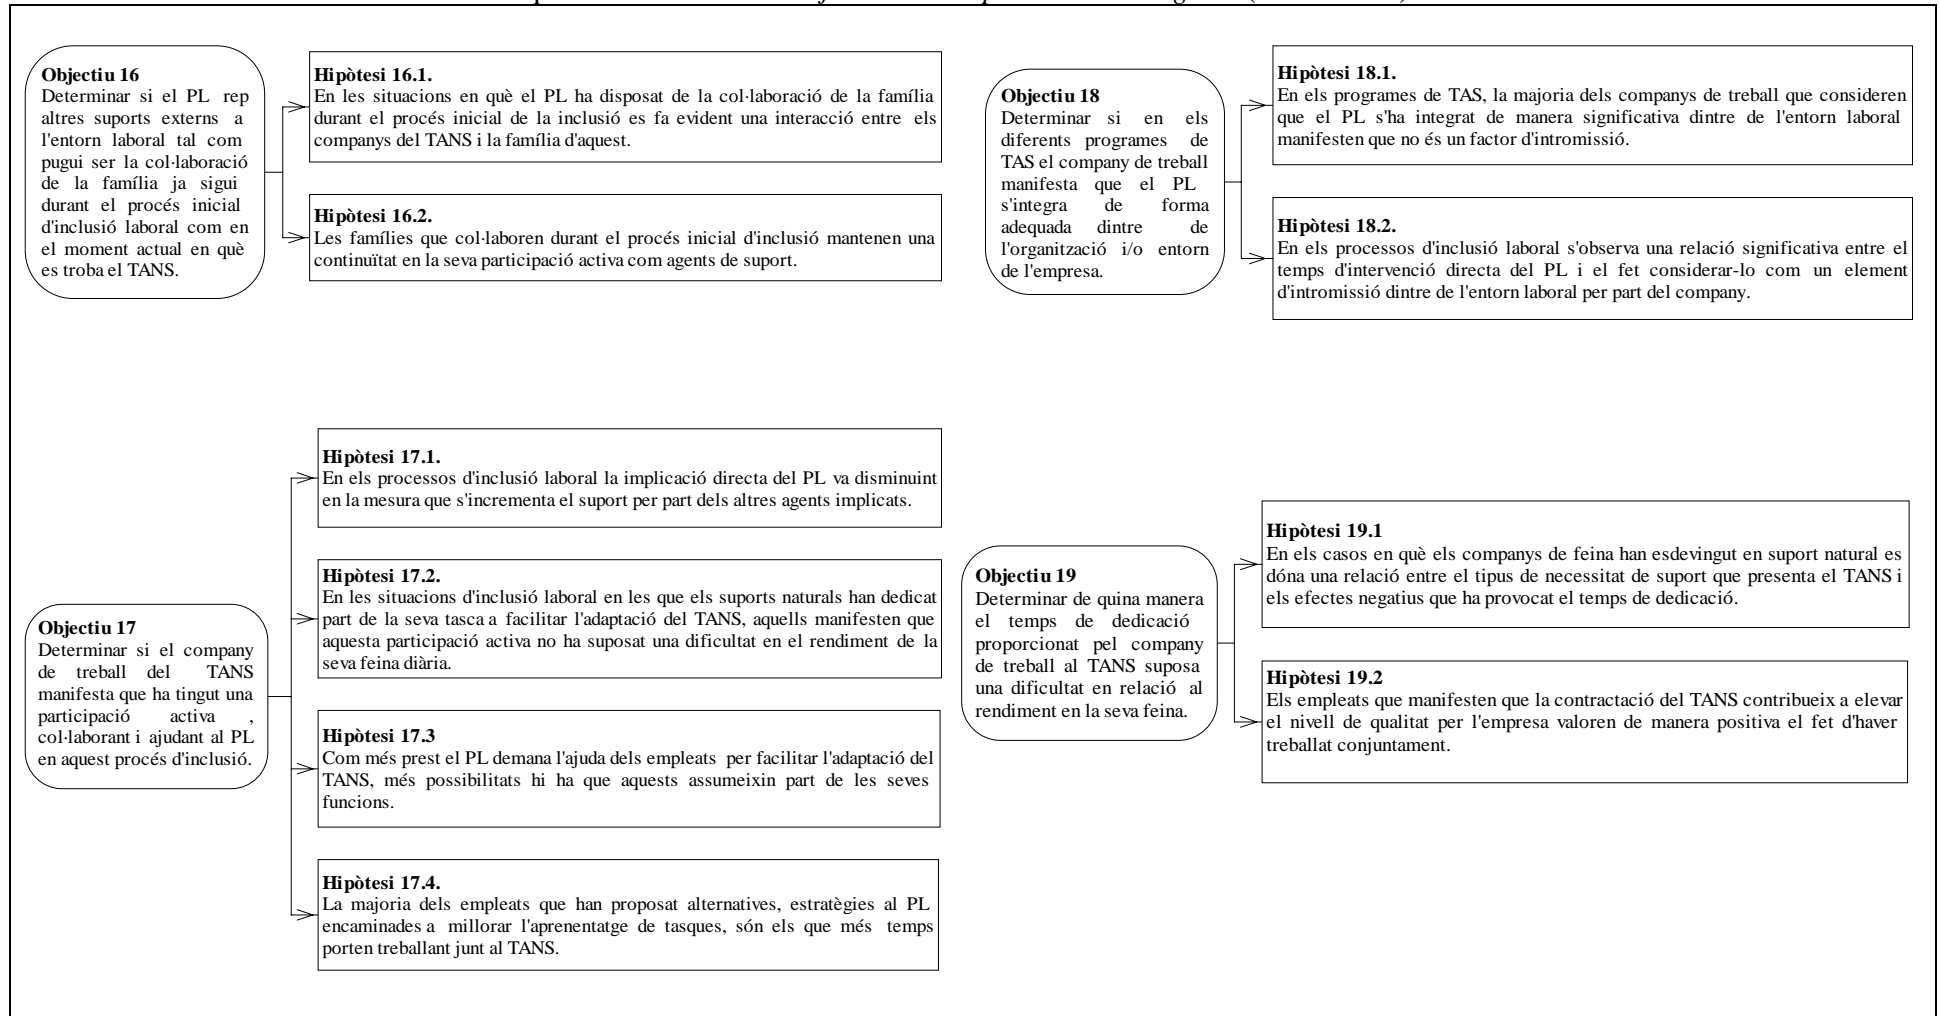 Objectiu 16
Determinar si el PL rep
altres suports externs a
l'entorn laboral tal com
pugui ser la col·laboració
de la família ja sigui
durant el procés inicial
d'inclusió laboral com en
el moment actual en què
es troba el TANS.
Hipòtesi 16.1.
En les situacions en què el PL ha disposat de la col·laboració de la família
durant el procés inicial de la inclusió es fa evident una interacció entre els
companys del TANS i la família d'aquest.
Hipòtesi 16.2.
Les famílies que col·laboren durant el procés inicial d'inclusió mantenen una
continuïtat en la seva participació activa com agents de suport.
Objectiu 18
Determinar si en els
diferents programes de
TAS el company de treball
manifesta que el PL
s'integra de forma
adequada dintre de
l'organització i/o entorn
de l'empresa.
Hipòtesi 18.1.
En els programes de TAS, la majoria dels companys de treball que consideren
que el PL s'ha integrat de manera significativa dintre de l'entorn laboral
manifesten que no és un factor d'intromissió.
Hipòtesi 18.2.
En els processos d'inclusió laboral s'observa una relació significativa entre el
temps d'intervenció directa del PL i el fet considerar-lo com un element
d'intromissió dintre de l'entorn laboral per part del company.
Objectiu 17
Determinar si el company
de treball del TANS
manifesta que ha tingut una
participació activa ,
col·laborant i ajudant al PL
en aquest procés d'inclusió.
Hipòtesi 17.1.
En els processos d'inclusió laboral la implicació directa del PL va disminuint
en la mesura que s'incrementa el suport per part dels altres agents implicats.
Hipòtesi 17.2.
En les situacions d'inclusió laboral en les que els suports naturals han dedicat
part de la seva tasca a facilitar l'adaptació del TANS, aquells manifesten que
aquesta participació activa no ha suposat una dificultat en el rendiment de la
seva feina diària.
Hipòtesi 17.3
Com més prest el PL demana l'ajuda dels empleats per facilitar l'adaptació del
TANS, més possibilitats hi ha que aquests assumeixin part de les seves
funcions.
Hipòtesi 17.4.
La majoria dels empleats que han proposat alternatives, estratègies al PL
encaminades a millorar l'aprenentatge de tasques, són els que més temps
porten treballant junt al TANS.
Objectiu 19
Determinar de quina manera
el temps de dedicació
proporcionat pel company
de treball al TANS suposa
una dificultat en relació al
rendiment en la seva feina.
Hipòtesi 19.1
En els casos en què els companys de feina han esdevingut en suport natural es
dóna una relació entre el tipus de necessitat de suport que presenta el TANS i
els efectes negatius que ha provocat el temps de dedicació.
Hipòtesi 19.2
Els empleats que manifesten que la contractació del TANS contribueix a elevar
el nivell de qualitat per l'empresa valoren de manera positiva el fet d'haver
treballat conjuntament.